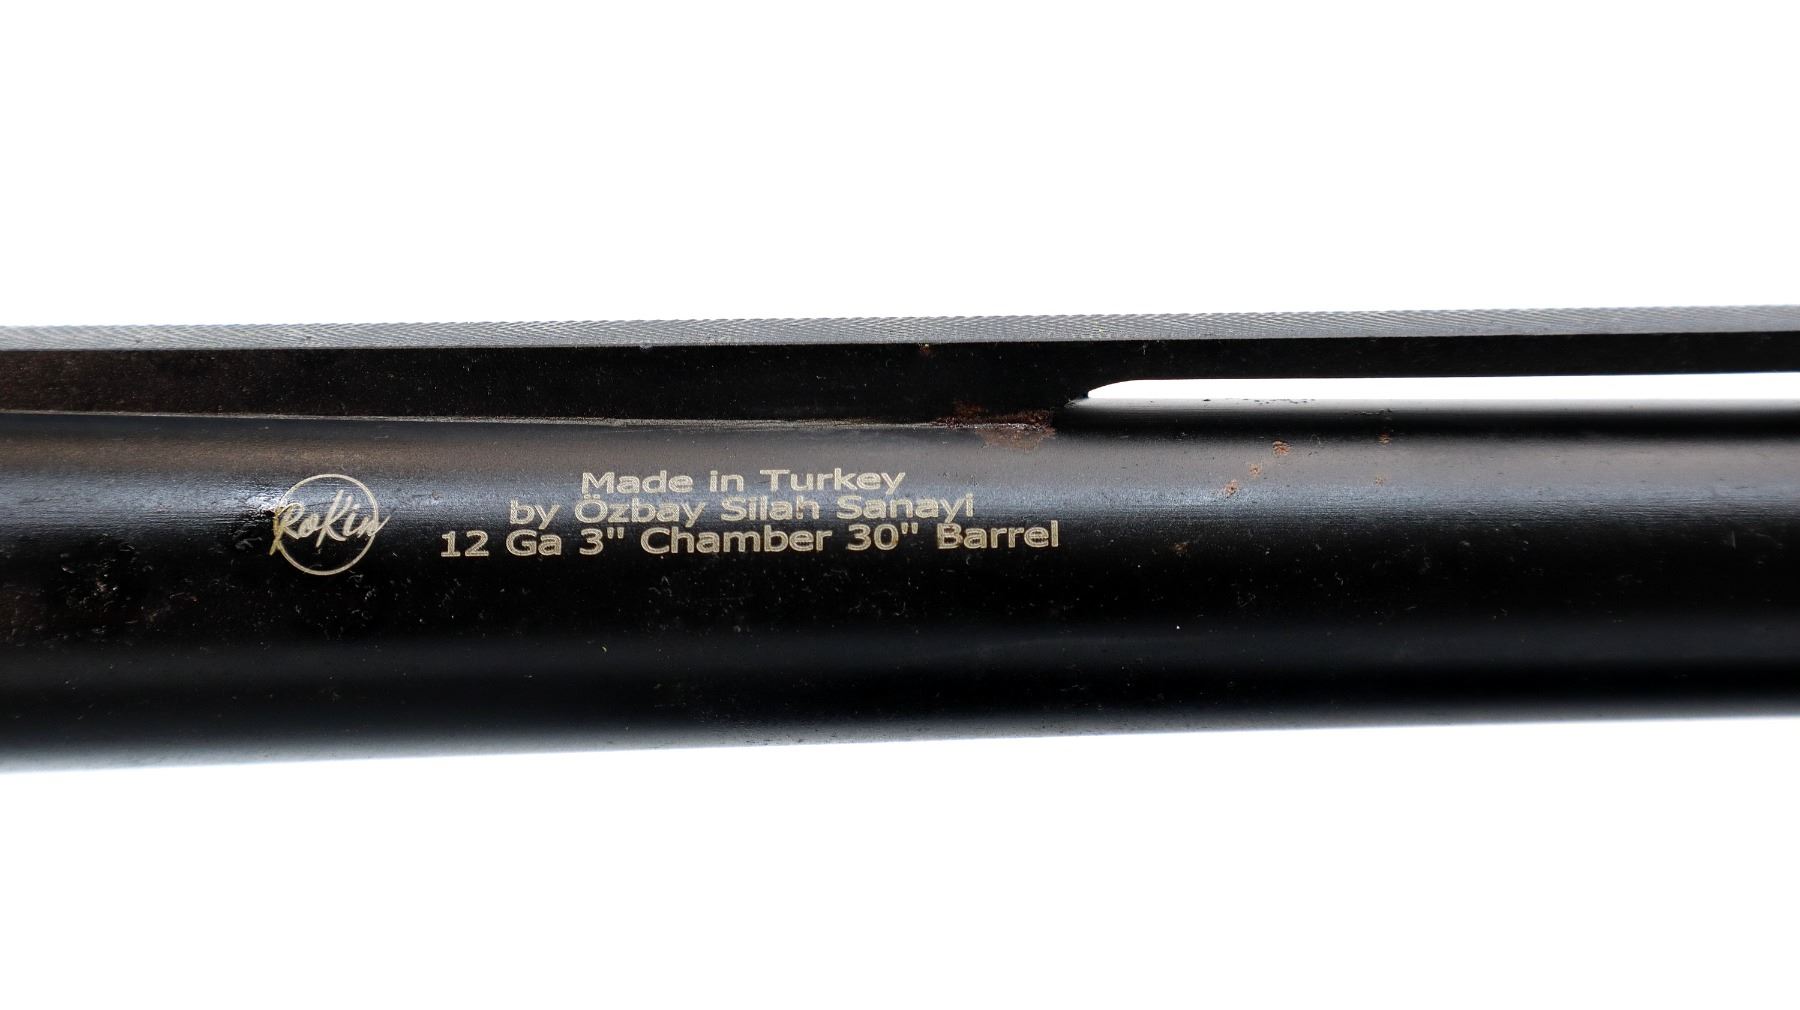 RoKin
Made in Turkey
by Özbay Silah Sanayi
12 Ga 3" Chamber 30" Barrel